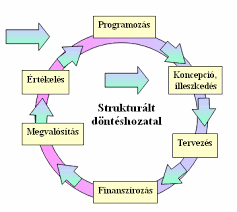 Programozás
Koncepció,
illeszkedés
Tervezés
Finanszírozás
Megvalósítás
Értékelés
Strukturált
döntéshozatal